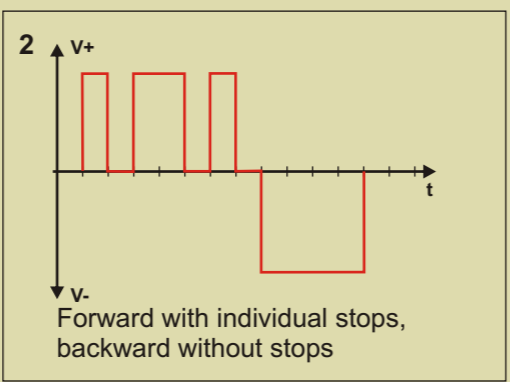 2
V+
t
V-
Forward with individual stops,
backward without stops